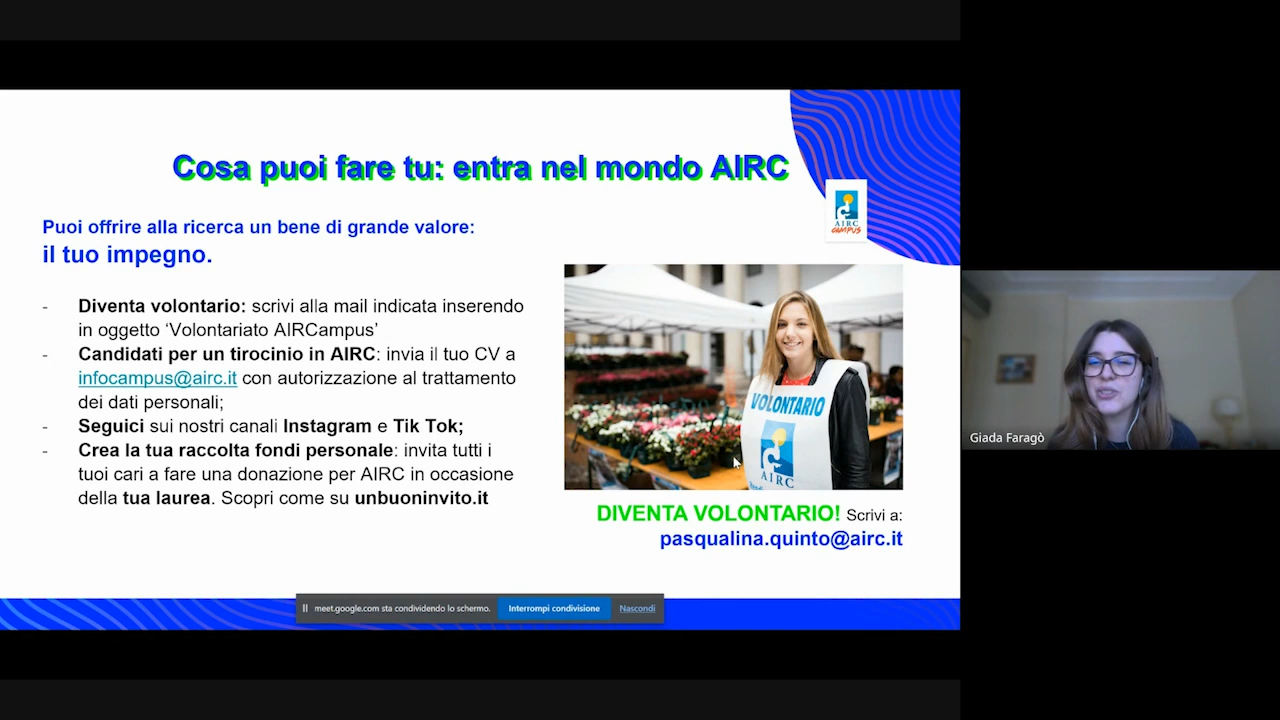 Cosa puoi fare tu: entra nel mondo AIRC
AIRC
CAMPUS
Puoi offrire alla ricerca un bene di grande valore:
il tuo impegno.
- Diventa volontario: scrivi alla mail indicata inserendo
in oggetto ‘Volontariato AIRCampus’
- Candidati per un tirocinio in AIRC: invia il tuo CV a
infocampus@airc.it con autorizzazione al trattamento
dei dati personali;
- Seguici sui nostri canali Instagram e Tik Tok;
- Crea la tua raccolta fondi personale: invita tutti i
tuoi cari a fare una donazione per AIRC in occasione
della tua laurea. Scopri come su unbuoninvito.it
VOLONTARIO
AIRC
DIVENTA VOLONTARIO! Scrivi a:
pasqualina.quinto@airc.it
meet.google.com sta condividendo lo schermo. Interrompi condivisione Nascondi
Giada Faragò